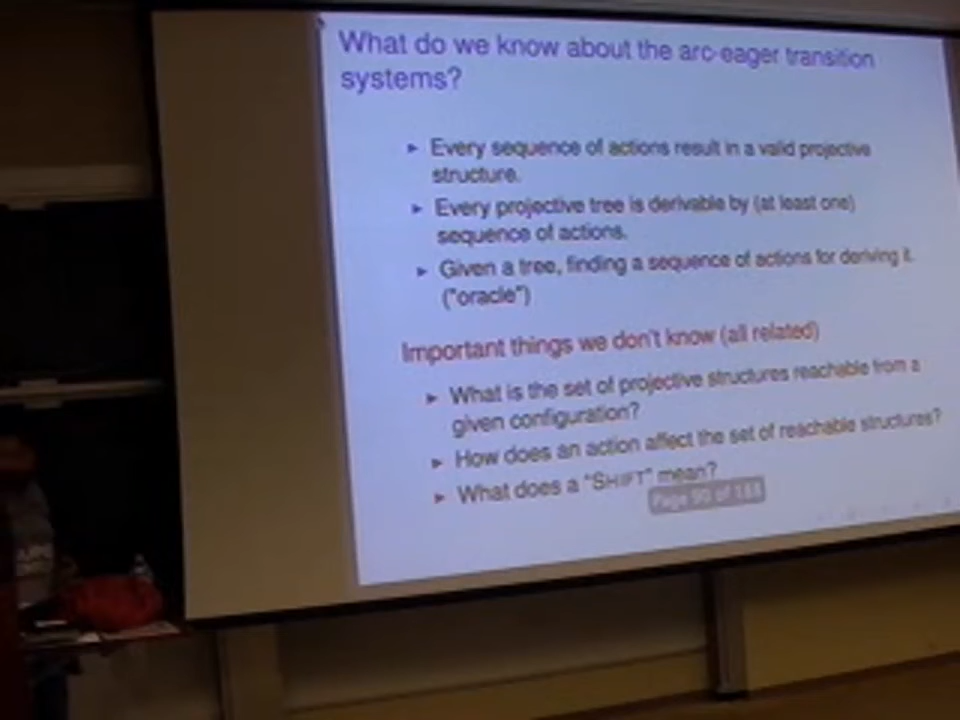 What do we know about the arc-eager transition
systems?
► Every sequence of actions result in a valid projective
structure.
► Every projective tree is derivable by (at least one)
sequence of actions.
► Given a tree, finding a sequence of actions for deriving it.
("oracle")
Important things we don't know (all related)
► What is the set of projective structures reachable from a
given configuration?
► How does an action affect the set of reachable structures?
► What does a "SHIFT" mean?
Page 90 of